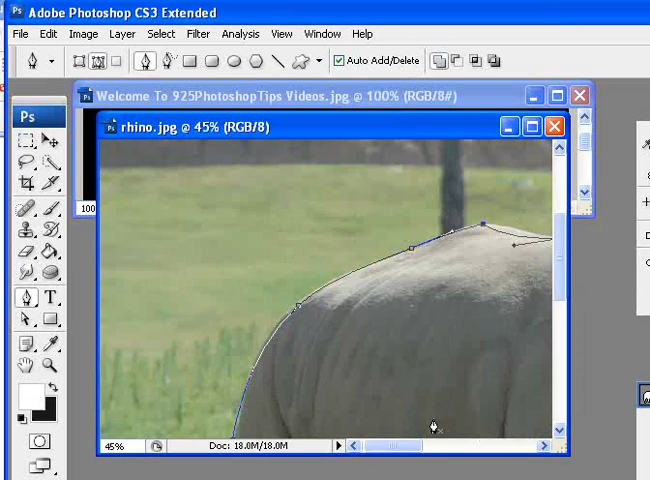 Ps Adobe Photoshop CS3 Extended
File Edit Image Layer Select Filter Analysis View Window Help
Auto Add/Delete
Welcome To 925PhotoshopTips Videos.jpg @ 100% (RGB/8#)
Ps
rhino.jpg @ 45% (RGB/8)
100
T
45% Doc: 18.0M/18.0M